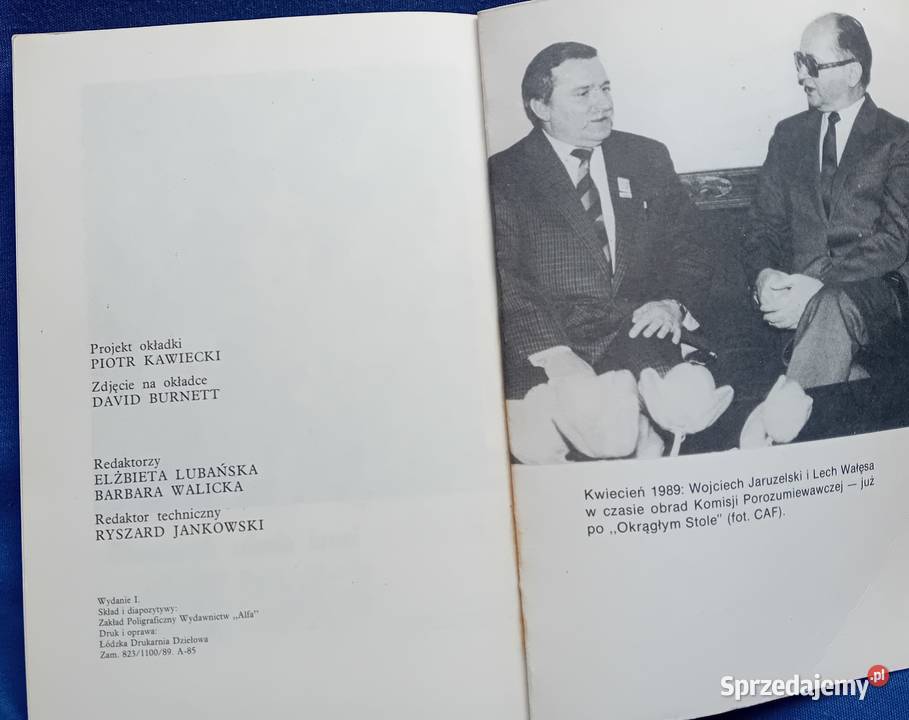 Projekt okładki
PIOTR KAWIECKI
Zdjęcie na okładce
DAVID BURNETT
Redaktorzy
ELŻBIETA LUBAŃSKA
BARBARA WALICKA
Redaktor techniczny
RYSZARD JANKOWSKI
Wydanie I.
Skład i diapozytywy:
Zakład Poligraficzny Wydawnictw „Alfa”
Druk i oprawa:
Łódzka Drukarnia Dziełowa
Zam. 823/1100/89. A-85
Kwiecień 1989: Wojciech Jaruzelski i Lech Wałęsa
w czasie obrad Komisji Porozumiewawczej — już
po „Okrągłym Stole” (fot. CAF).
Sprzedajemy.pl